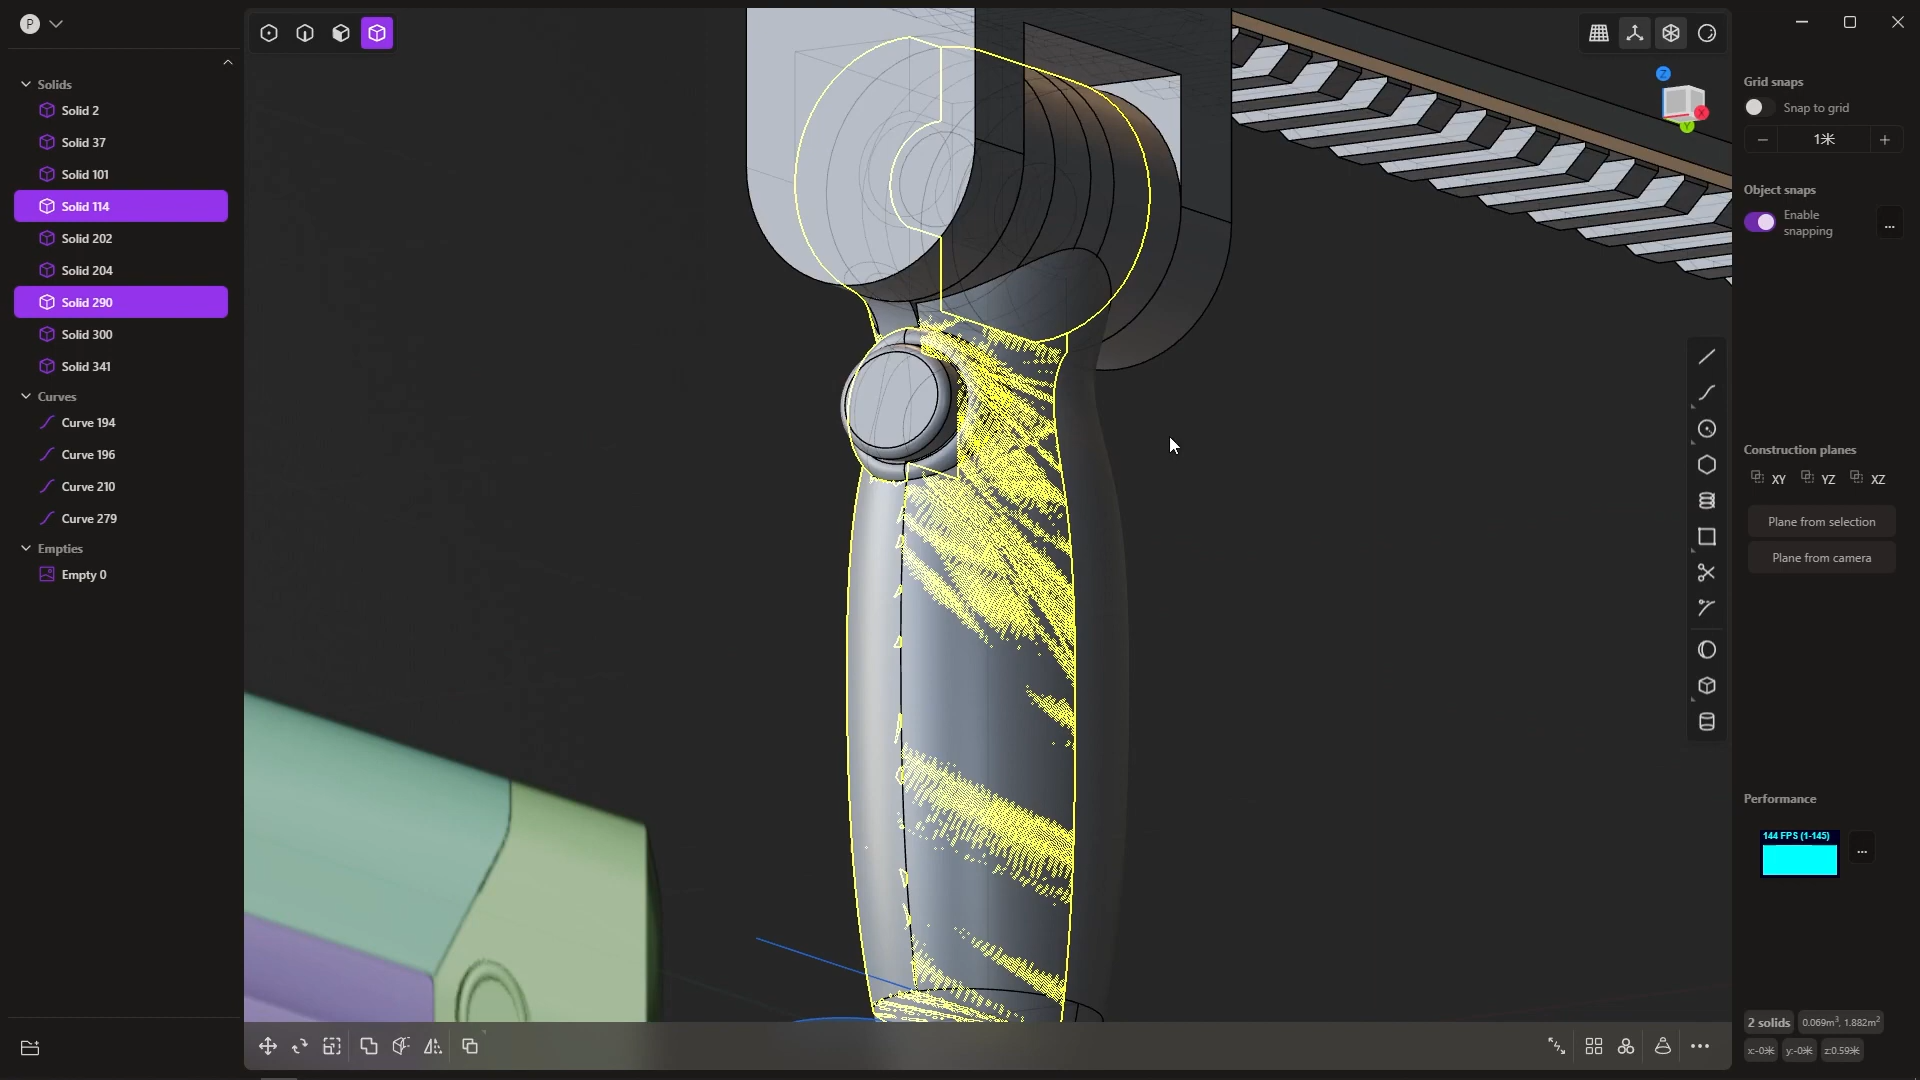 P
Solids
Solid 2
Solid 37
Solid 101
Solid 114
Solid 202
Solid 204
Solid 290
Solid 300
Solid 341
Curves
Curve 194
Curve 196
Curve 210
Curve 279
Empties
Empty 0
Z
X
Y
Grid snaps
Snap to grid
1米
Object snaps
Enable
snapping
...
Construction planes
XY YZ XZ
Plane from selection
Plane from camera
Performance
144 FPS (1-145)
...
2 solids 0.069m³, 1.882m²
x:-0米 y:-0米 z:0.59米